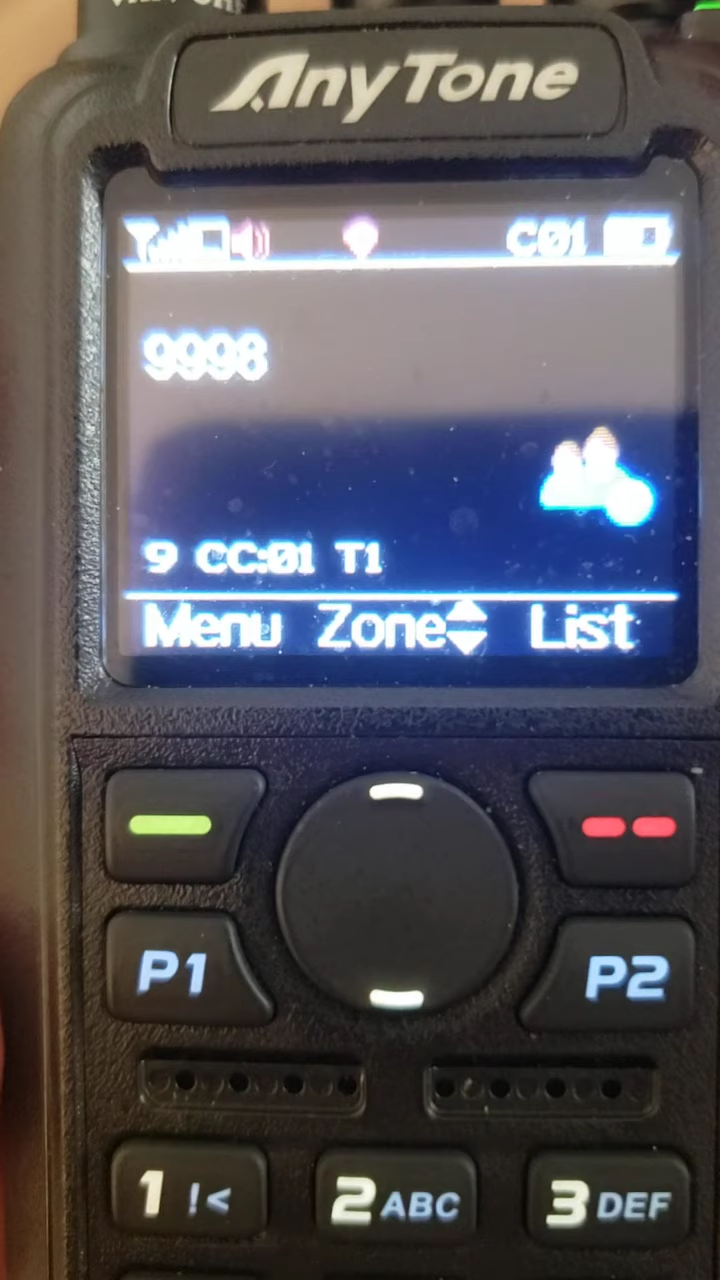 AnyTone
C01
9998
9 CC:01 T1
Menu Zone List
P1 P2
1 !< 2 ABC 3 DEF